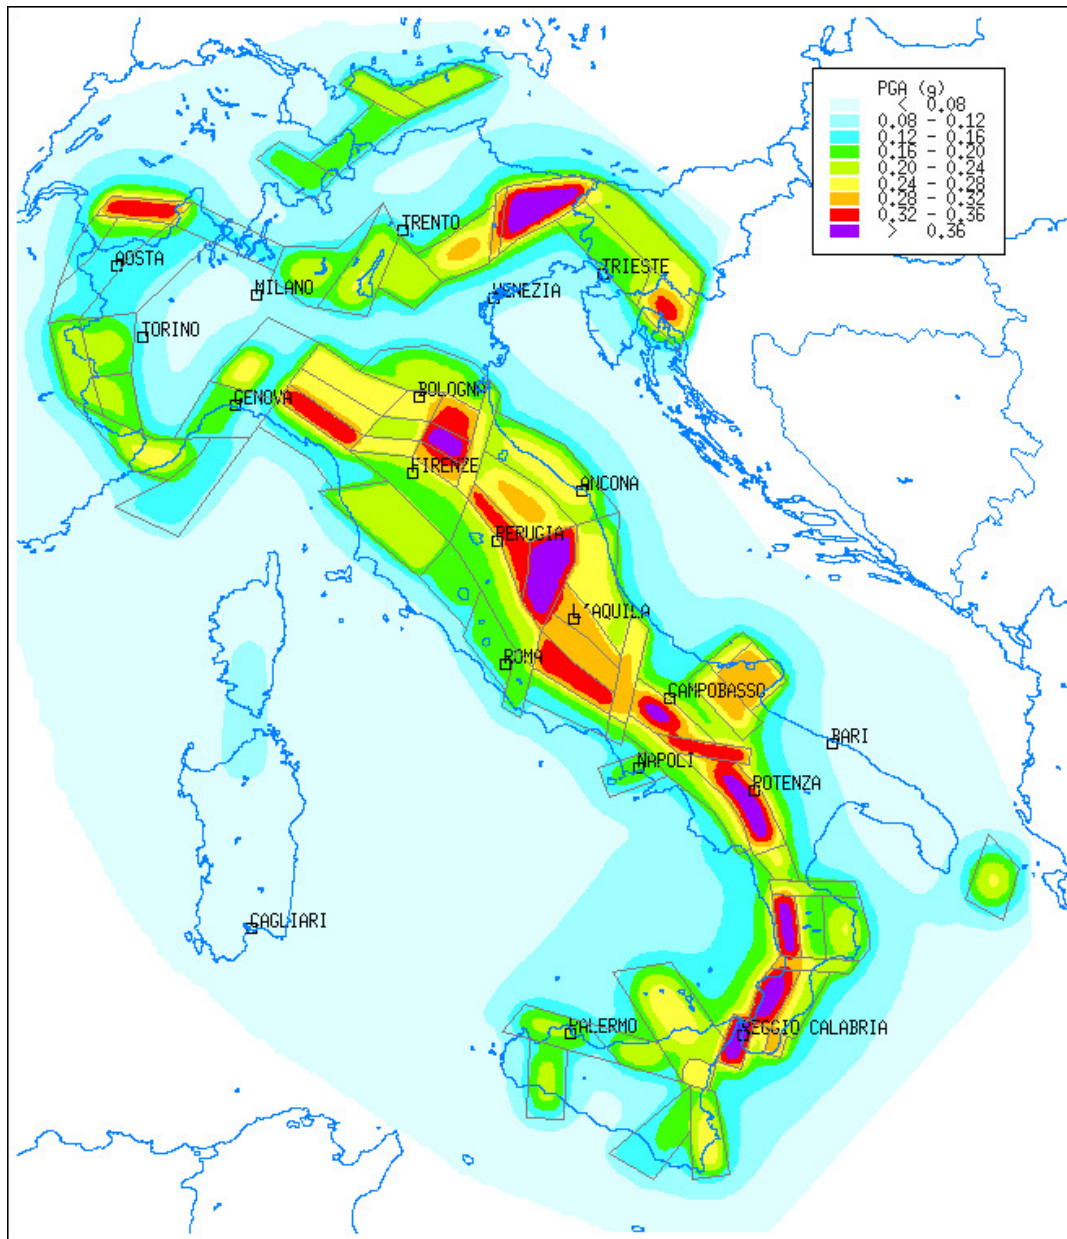 PGA (g)
< 0.08
0.08 - 0.12
0.12 - 0.16
0.16 - 0.20
0.20 - 0.24
0.24 - 0.28
0.28 - 0.32
0.32 - 0.36
> 0.36
TRENTO
AOSTA
TRIESTE
MILANO
VENEZIA
TORINO
BOLOGNA
GENOVA
FIRENZE
ANCONA
PERUGIA
L'AQUILA
ROMA
CAMPOBASSO
BARI
NAPOLI
POTENZA
CAGLIARI
PALERMO
REGGIO CALABRIA